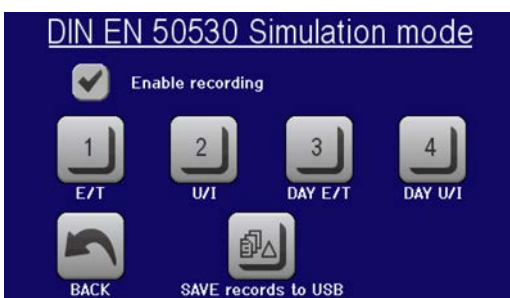 DIN EN 50530 Simulation mode
Enable recording
1 2 3 4
E/T U/I DAY E/T DAY U/I
BACK SAVE records to USB